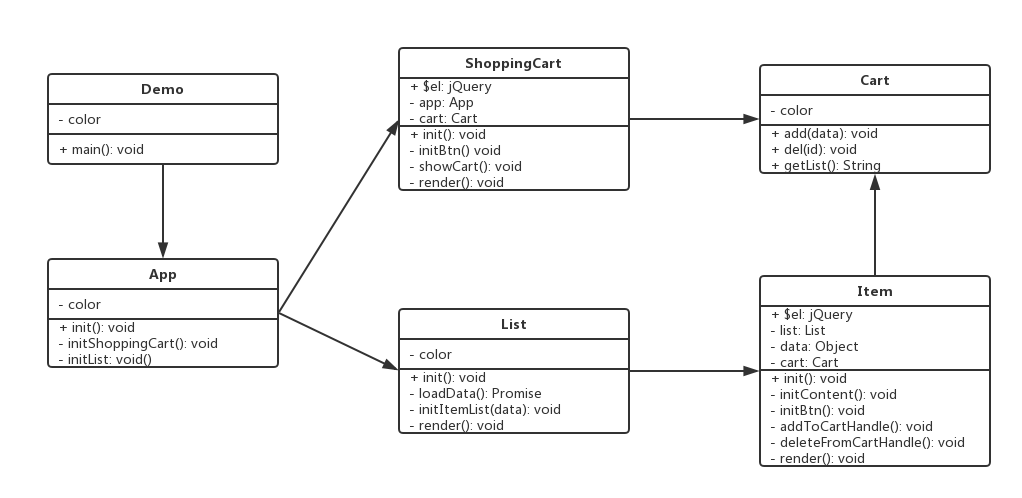 Demo
- color
+ main(): void
App
- color
+ init(): void
- initShoppingCart(): void
- initList: void()
ShoppingCart
+ $el: jQuery
- app: App
- cart: Cart
+ init(): void
- initBtn() void
- showCart(): void
- render(): void
List
- color
+ init(): void
- loadData(): Promise
- initItemList(data): void
- render(): void
Cart
- color
+ add(data): void
+ del(id): void
+ getList(): String
Item
+ $el: jQuery
- list: List
- data: Object
- cart: Cart
+ init(): void
- initContent(): void
- initBtn(): void
- addToCartHandle(): void
- deleteFromCartHandle(): void
- render(): void